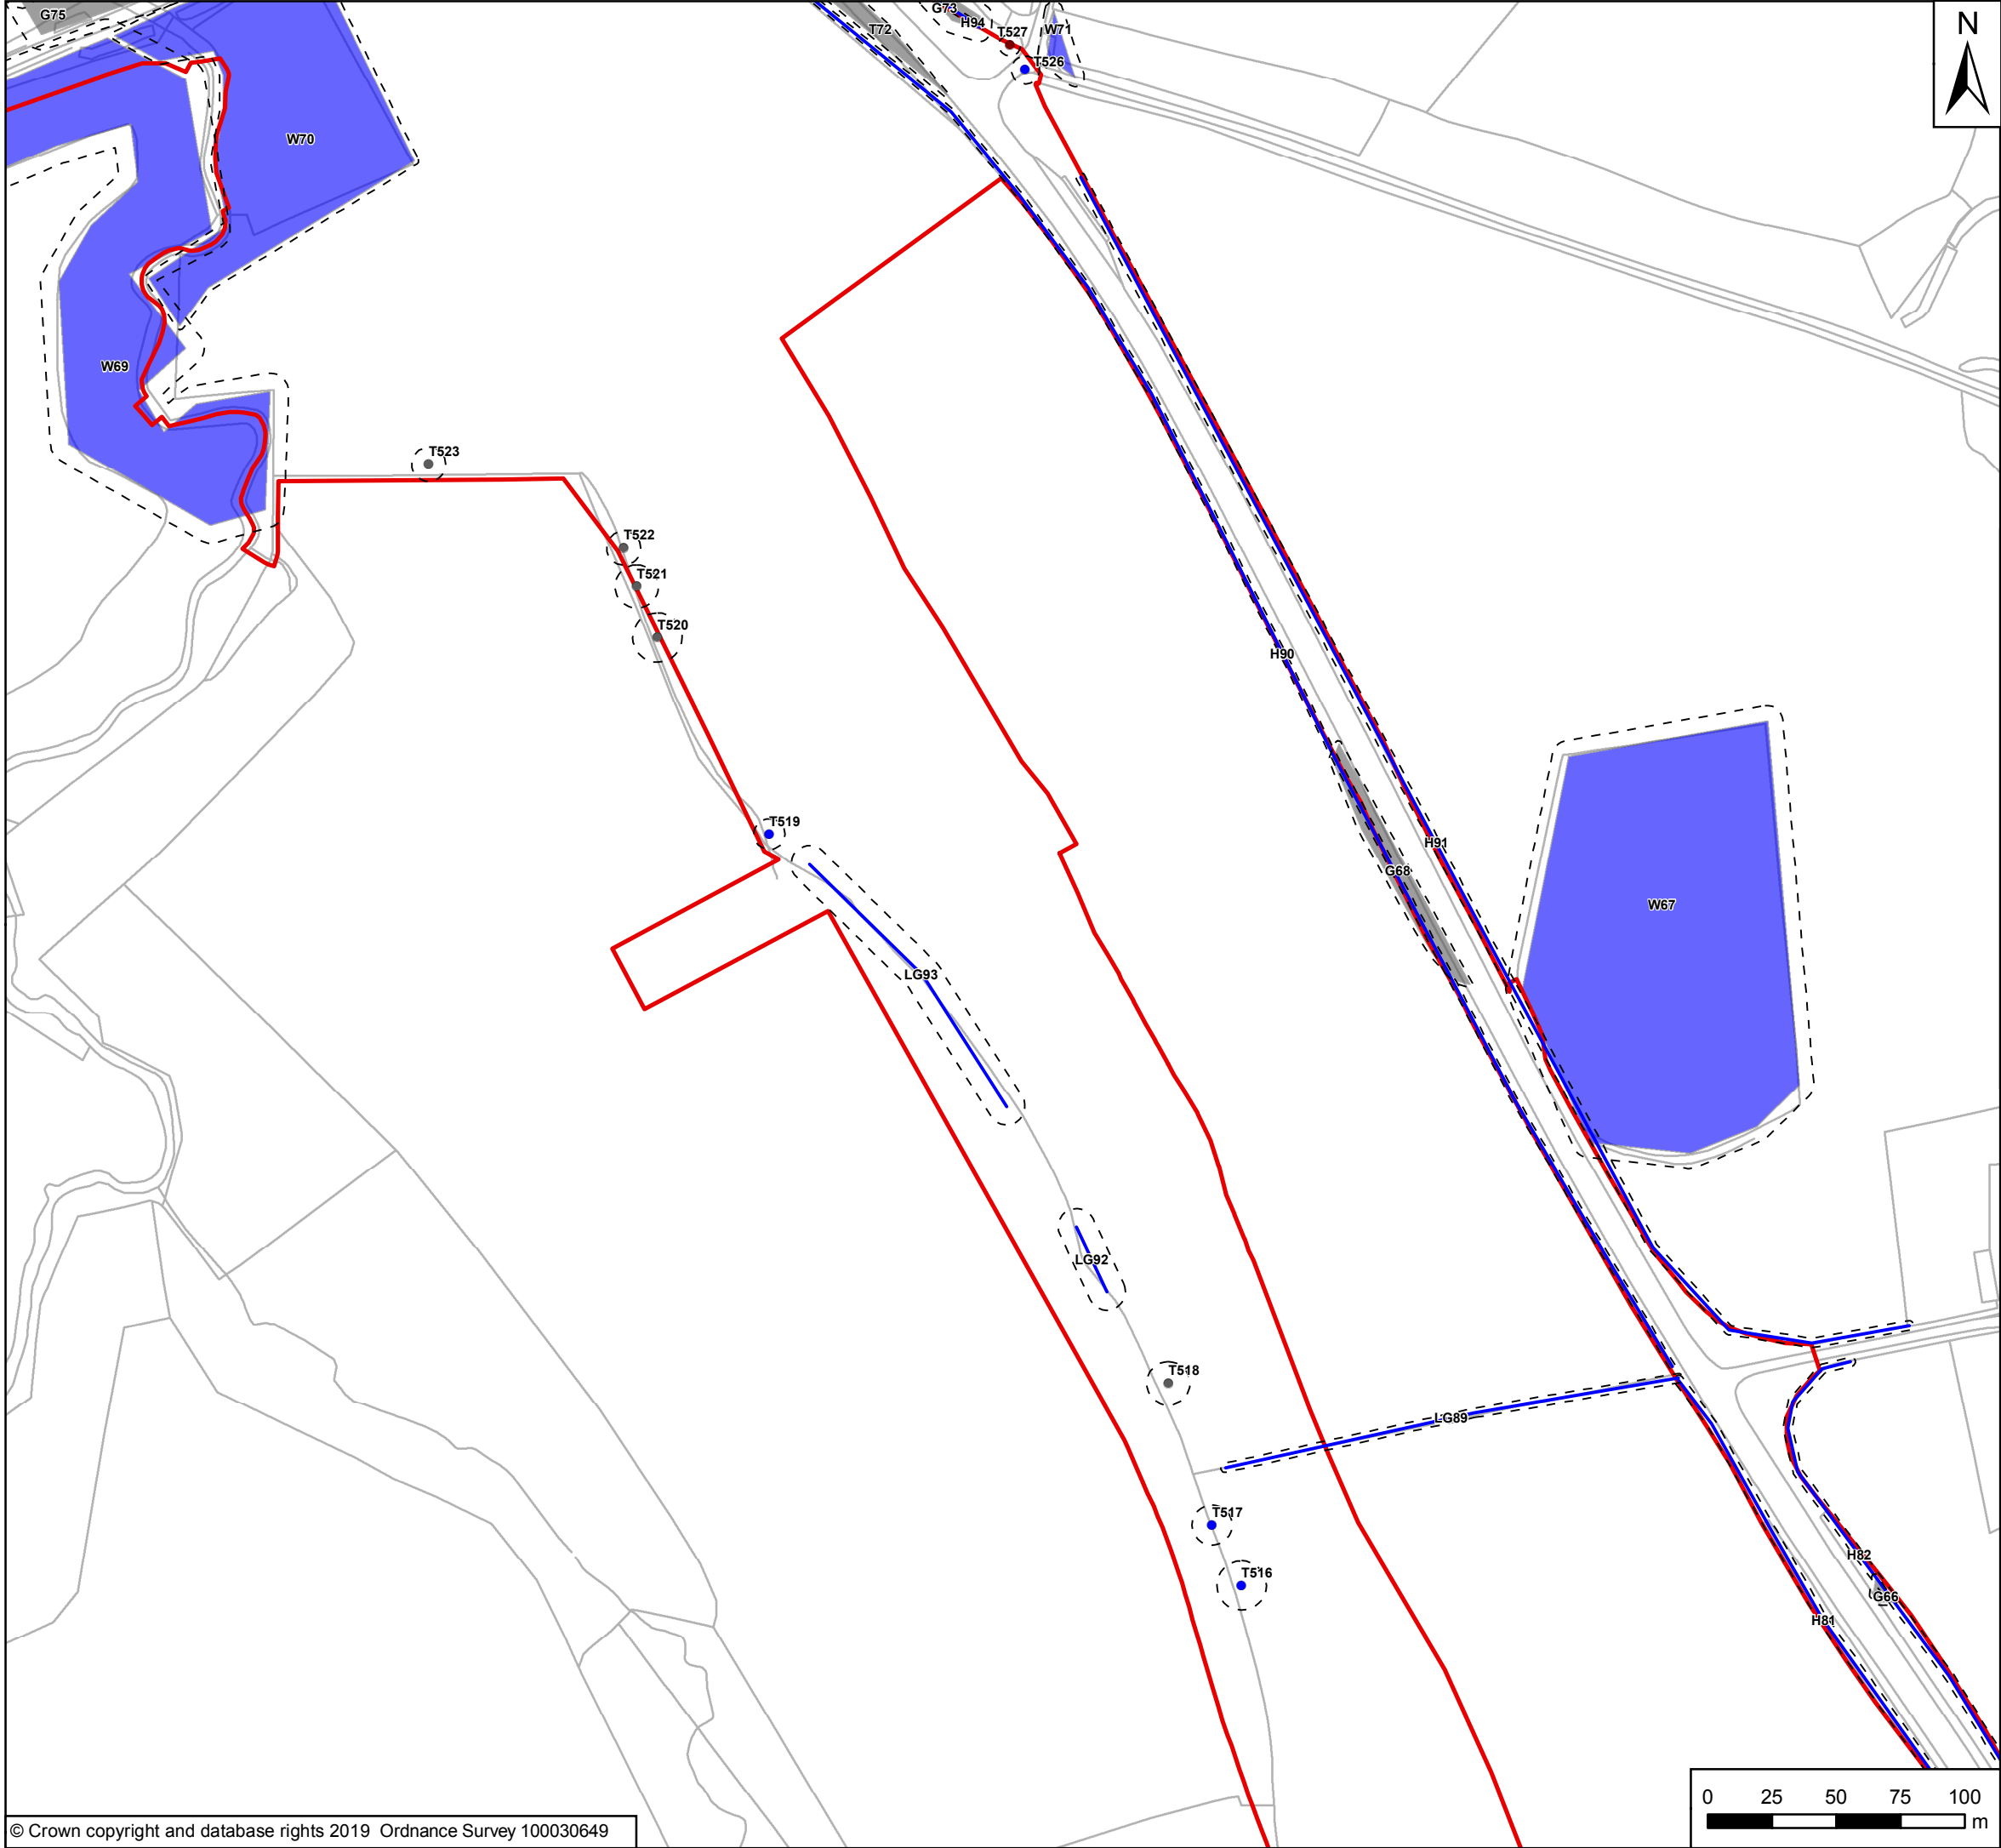 G75
G73
H94
T72
T527
W71
T526
N
W70
W69
T523
T522
T521
T520
H90
T519
H91
G68
W67
LG93
LG92
T518
LG89
T517
T516
H82
G66
H81
0 25 50 75 100
m
© Crown copyright and database rights 2019 Ordnance Survey 100030649